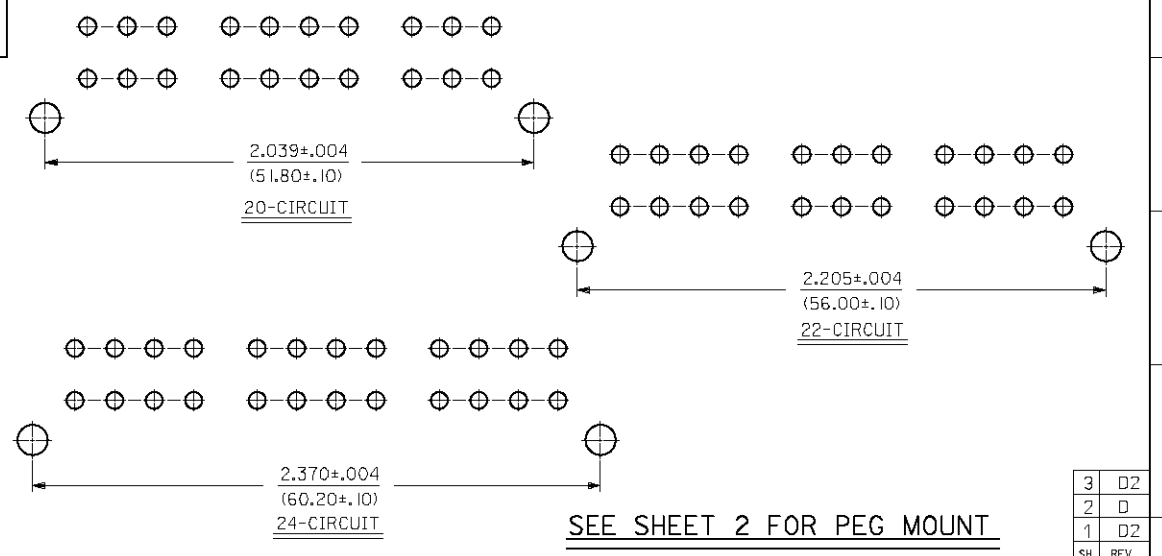 2.039±.004
(51.80±.10)
20-CIRCUIT
2.205±.004
(56.00±.10)
22-CIRCUIT
2.370±.004
(60.20±.10)
24-CIRCUIT
SEE SHEET 2 FOR PEG MOUNT
3 D2
2 D
1 D2
SH REV